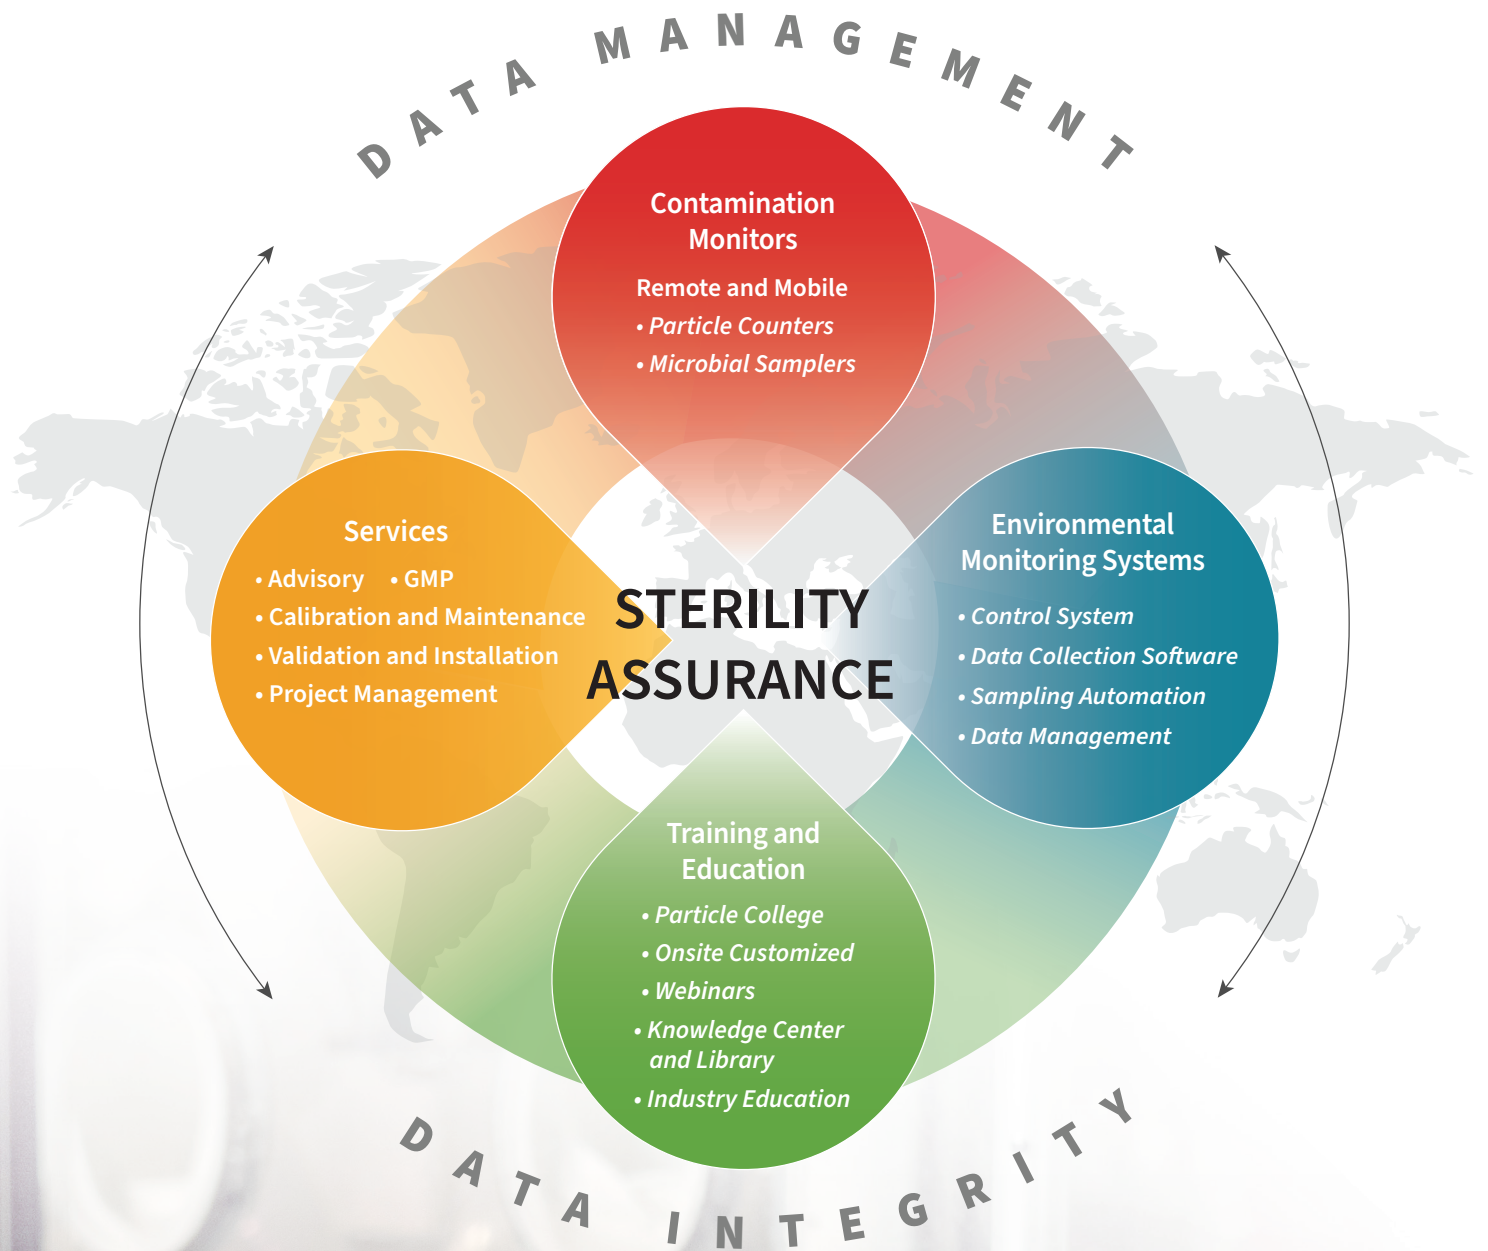 DATA MANAGEMENT
Contamination
Monitors
Remote and Mobile
• Particle Counters
• Microbial Samplers
Services
• Advisory • GMP
• Calibration and Maintenance
• Validation and Installation
• Project Management
STERILITY
ASSURANCE
Environmental
Monitoring Systems
• Control System
• Data Collection Software
• Sampling Automation
• Data Management
Training and
Education
• Particle College
• Onsite Customized
• Webinars
• Knowledge Center
and Library
• Industry Education
DATA INTEGRITY